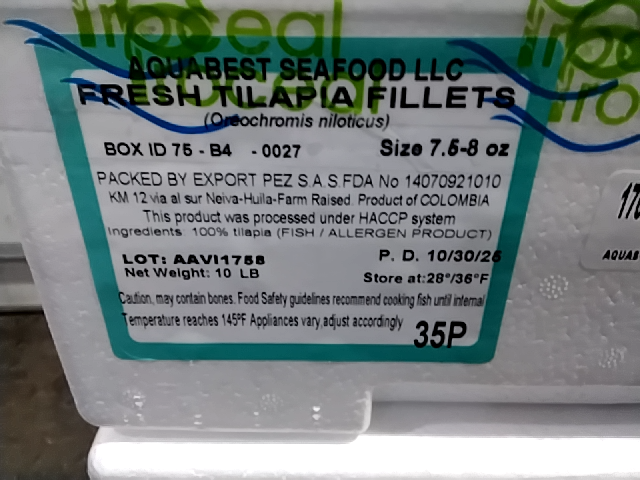 AQUABEST SEAFOOD LLC
FRESH TILAPIA FILLETS
(Oreochromis niloticus)
BOX ID 75 - B4 - 0027
Size 7.5-8 oz
PACKED BY EXPORT PEZ S.A.S.FDA No 14070921010
KM 12 via al sur Neiva-Huila-Farm Raised. Product of COLOMBIA
This product was processed under HACCP system
Ingredients: 100% tilapia (FISH / ALLERGEN PRODUCT)
LOT: AAVI1788
P. D. 10/30/25
Net Weight: 10 LB
Store at:28°/36°F
Caution, may contain bones. Food Safety guidelines recommend cooking fish until internal
Temperature reaches 145ºF Appliances vary,adjust accordingly
35P
AQUAB